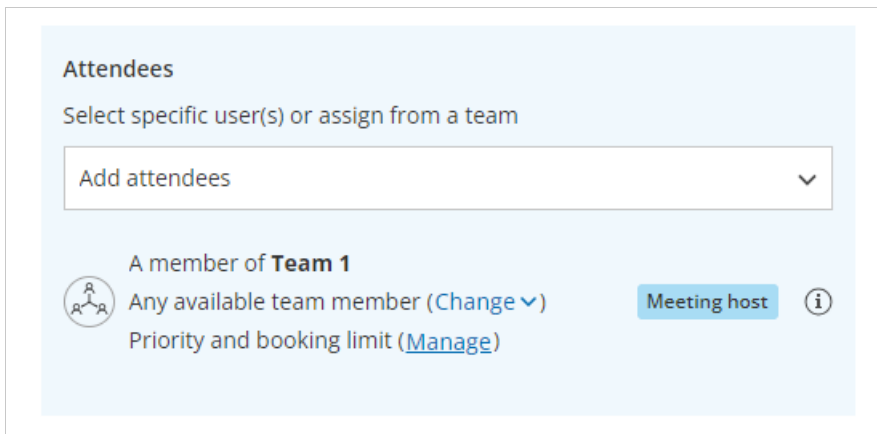 Attendees
Select specific user(s) or assign from a team
Add attendees
A member of Team 1
Any available team member (Change )
Meeting host
Priority and booking limit (Manage)